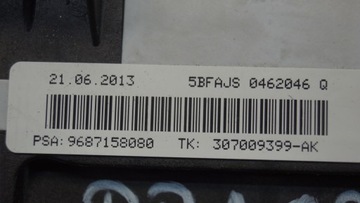 21.06.2013 5BFAJS 0462046 Q
PSA: 9687158080 TK: 307009399-AK